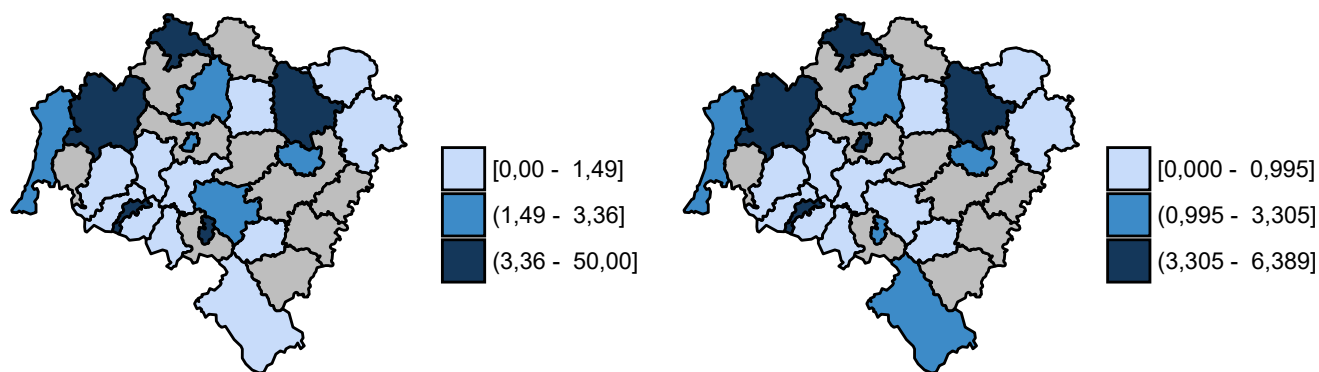 [0,00 - 1,49]
(1,49 - 3,36]
(3,36 - 50,00]
[0,000 - 0,995]
(0,995 - 3,305]
(3,305 - 6,389]